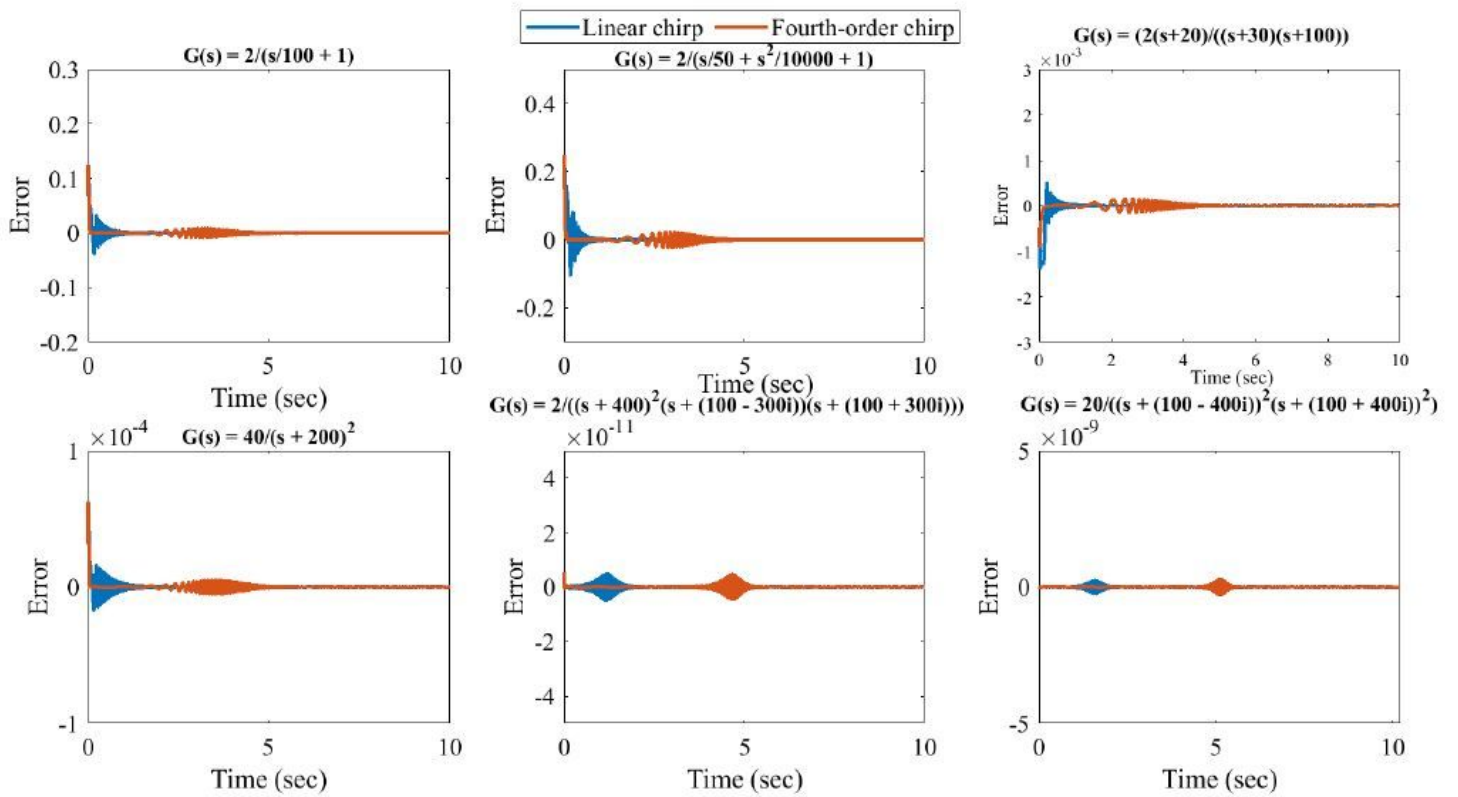 Linear chirp Fourth-order chirp
G(s) = 2/(s/100 + 1)
0.3
0.2
0.1
0
-0.1
-0.2
Error
0 5 10
Time (sec)
G(s) = 2/(s/50 + s^2/10000 + 1)
0.4
0.2
0
-0.2
Error
0 5 10
Time (sec)
G(s) = (2(s+20)/((s+30)(s+100))
×10^-3
3
2
1
0
-1
-2
-3
Error
0 2 4 6 8 10
Time (sec)
G(s) = 40/(s + 200)^2
×10^-4
1
0
-1
Error
0 5 10
Time (sec)
G(s) = 2/((s + 400)^2(s + (100 - 300i))(s + (100 + 300i)))
×10^-11
4
2
0
-2
-4
Error
0 5 10
Time (sec)
G(s) = 20/((s + (100 - 400i))^2(s + (100 + 400i))^2)
×10^-9
5
0
-5
Error
0 5 10
Time (sec)